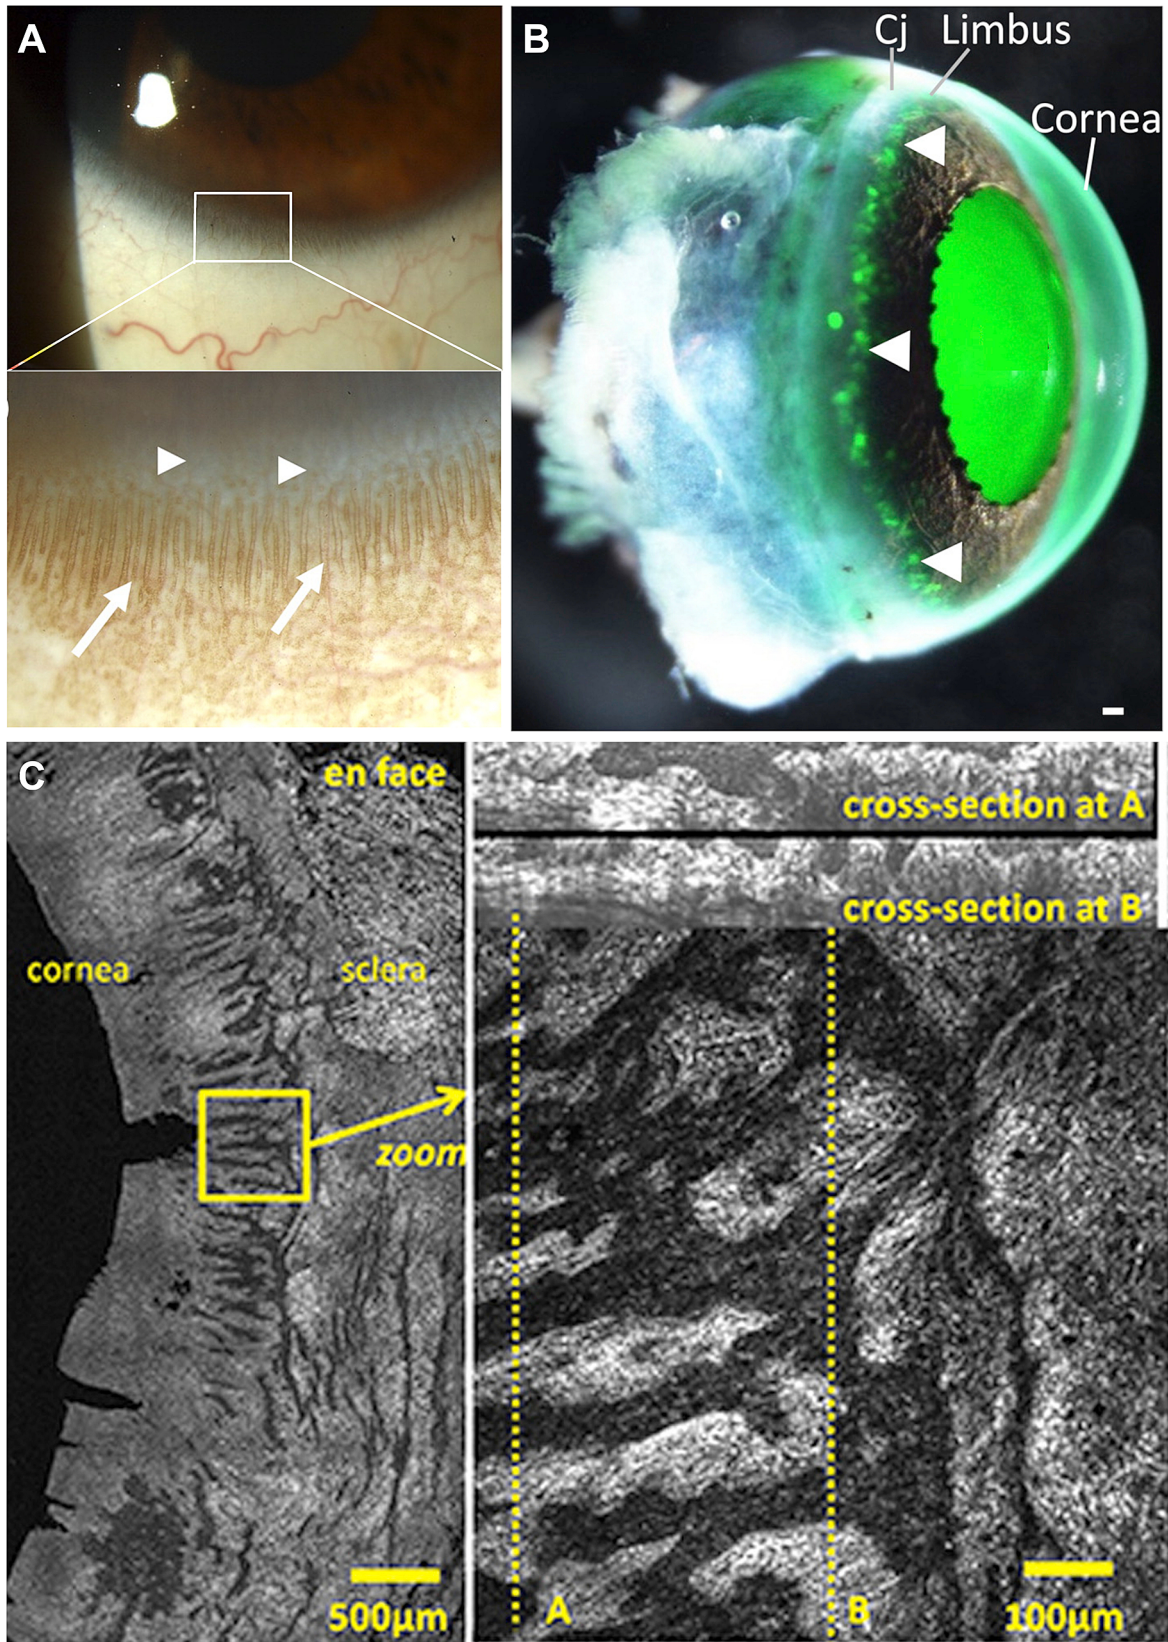 A
B
Cj
Limbus
Cornea
C
en face
cornea
sclera
zoom
500μm
cross-section at A
cross-section at B
A
B
100μm